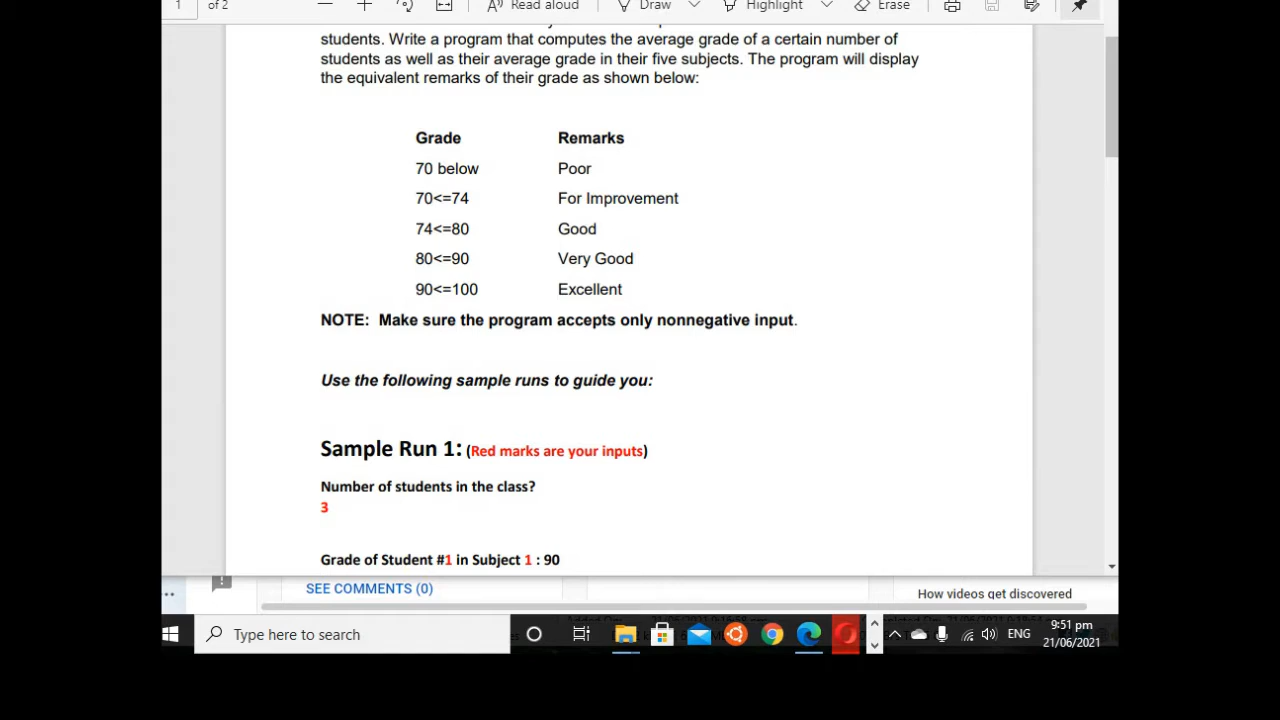 1 of 2 Read aloud Draw Highlight Erase
students. Write a program that computes the average grade of a certain number of
students as well as their average grade in their five subjects. The program will display
the equivalent remarks of their grade as shown below:
Grade Remarks
70 below Poor
70<=74 For Improvement
74<=80 Good
80<=90 Very Good
90<=100 Excellent
NOTE: Make sure the program accepts only nonnegative input.
Use the following sample runs to guide you:
Sample Run 1: (Red marks are your inputs)
Number of students in the class?
3
Grade of Student #1 in Subject 1 : 90
SEE COMMENTS (0) How videos get discovered
Type here to search ENG 9:51 pm
21/06/2021